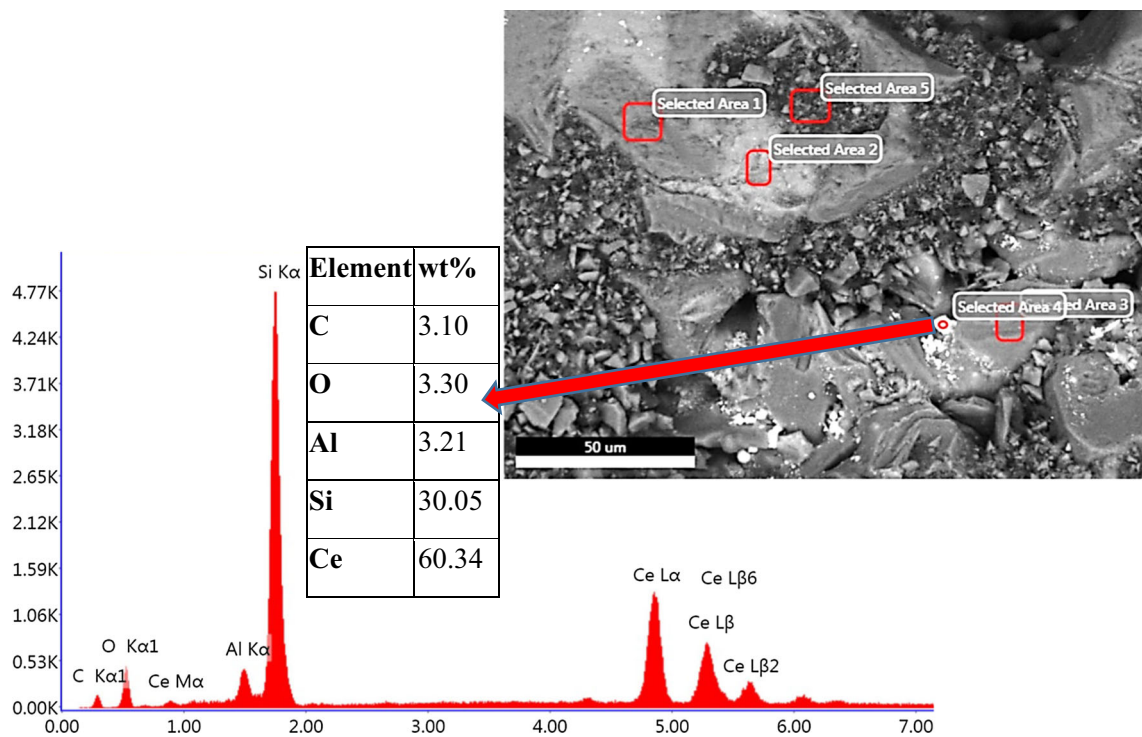 Selected Area 1
Selected Area 5
Selected Area 2
Selected Area 4
cted Area 3
50 um
Element wt%
C 3.10
O 3.30
Al 3.21
Si 30.05
Ce 60.34
4.77K
4.24K
3.71K
3.18K
2.65K
2.12K
1.59K
1.06K
0.53K
0.00K
Si Kα
O Kα1
C Kα1
Ce Mα
Al Kα
Ce Lα
Ce Lβ6
Ce Lβ
Ce Lβ2
0.00 1.00 2.00 3.00 4.00 5.00 6.00 7.00